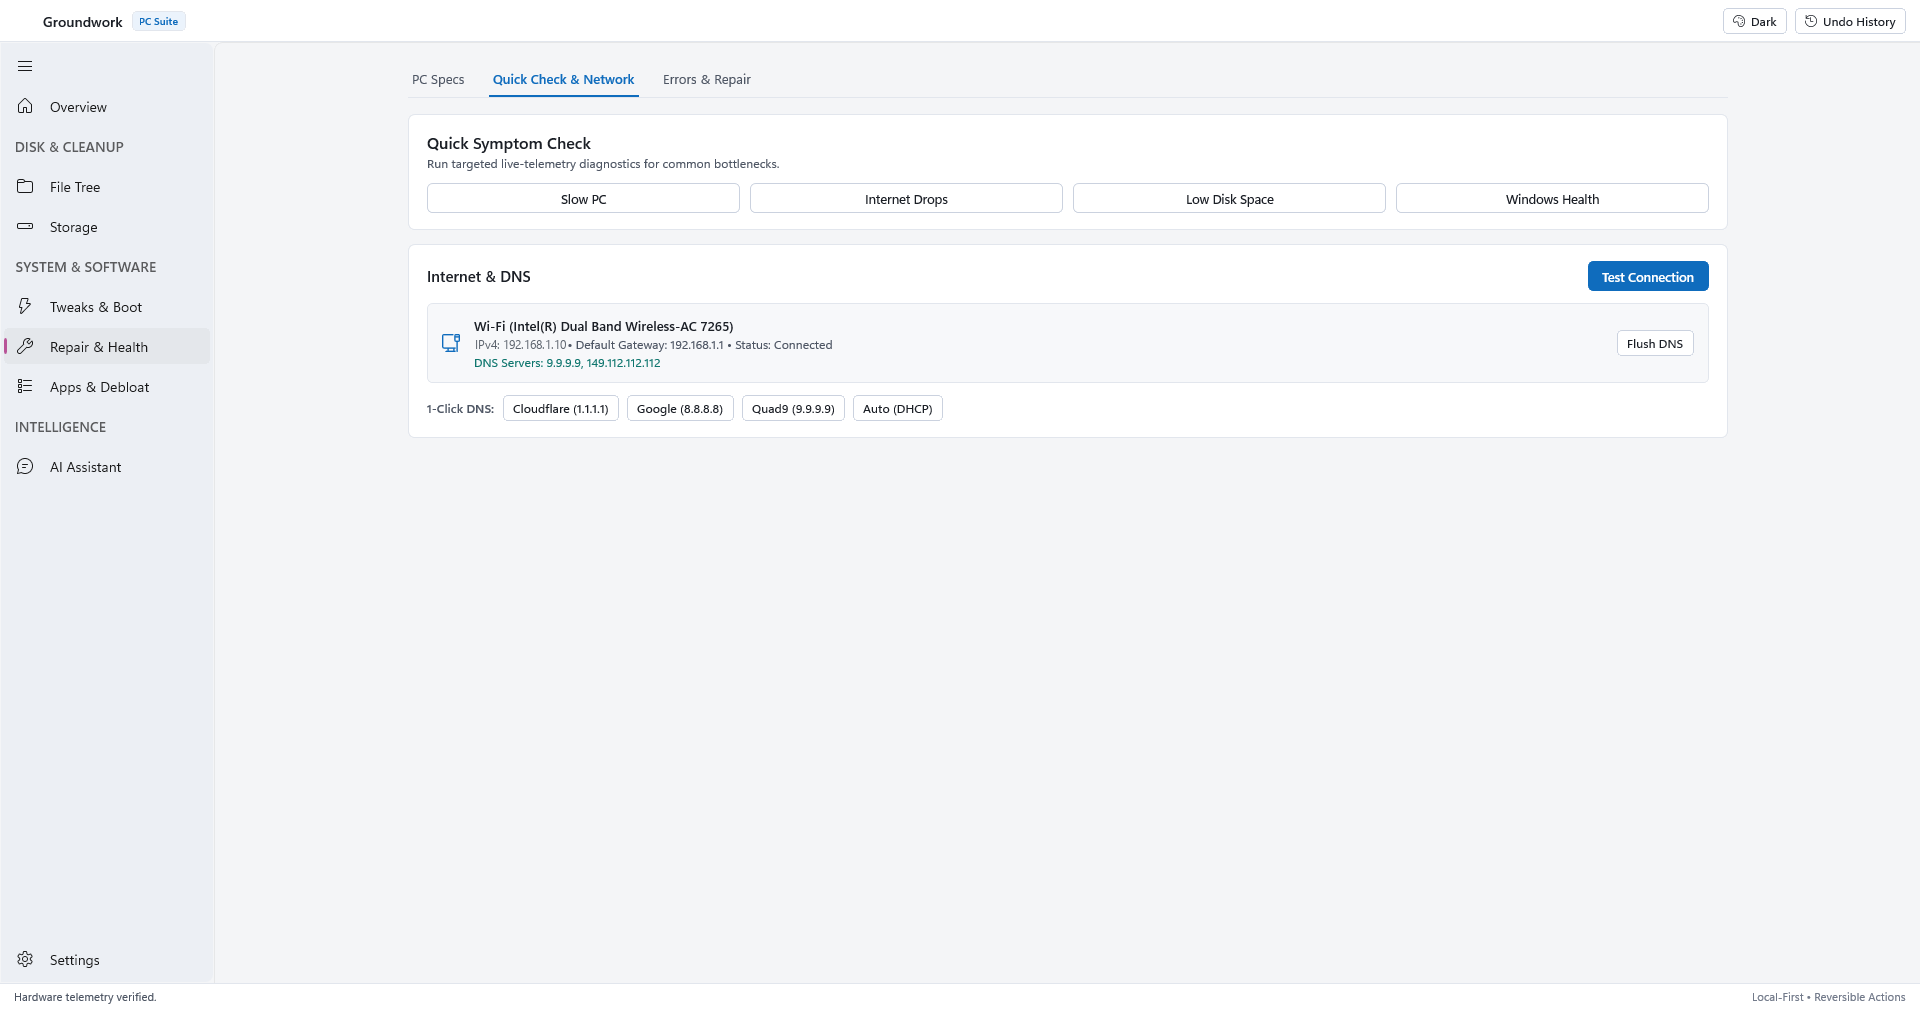 Groundwork PC Suite
Dark
Undo History
Overview
DISK & CLEANUP
File Tree
Storage
SYSTEM & SOFTWARE
Tweaks & Boot
Repair & Health
Apps & Debloat
INTELLIGENCE
AI Assistant
Settings
PC Specs
Quick Check & Network
Errors & Repair
Quick Symptom Check
Run targeted live-telemetry diagnostics for common bottlenecks.
Slow PC
Internet Drops
Low Disk Space
Windows Health
Internet & DNS
Test Connection
Wi-Fi (Intel(R) Dual Band Wireless-AC 7265)
IPv4: 192.168.1.10 • Default Gateway: 192.168.1.1 • Status: Connected
DNS Servers: 9.9.9.9, 149.112.112.112
Flush DNS
1-Click DNS:
Cloudflare (1.1.1.1)
Google (8.8.8.8)
Quad9 (9.9.9.9)
Auto (DHCP)
Hardware telemetry verified.
Local-First • Reversible Actions